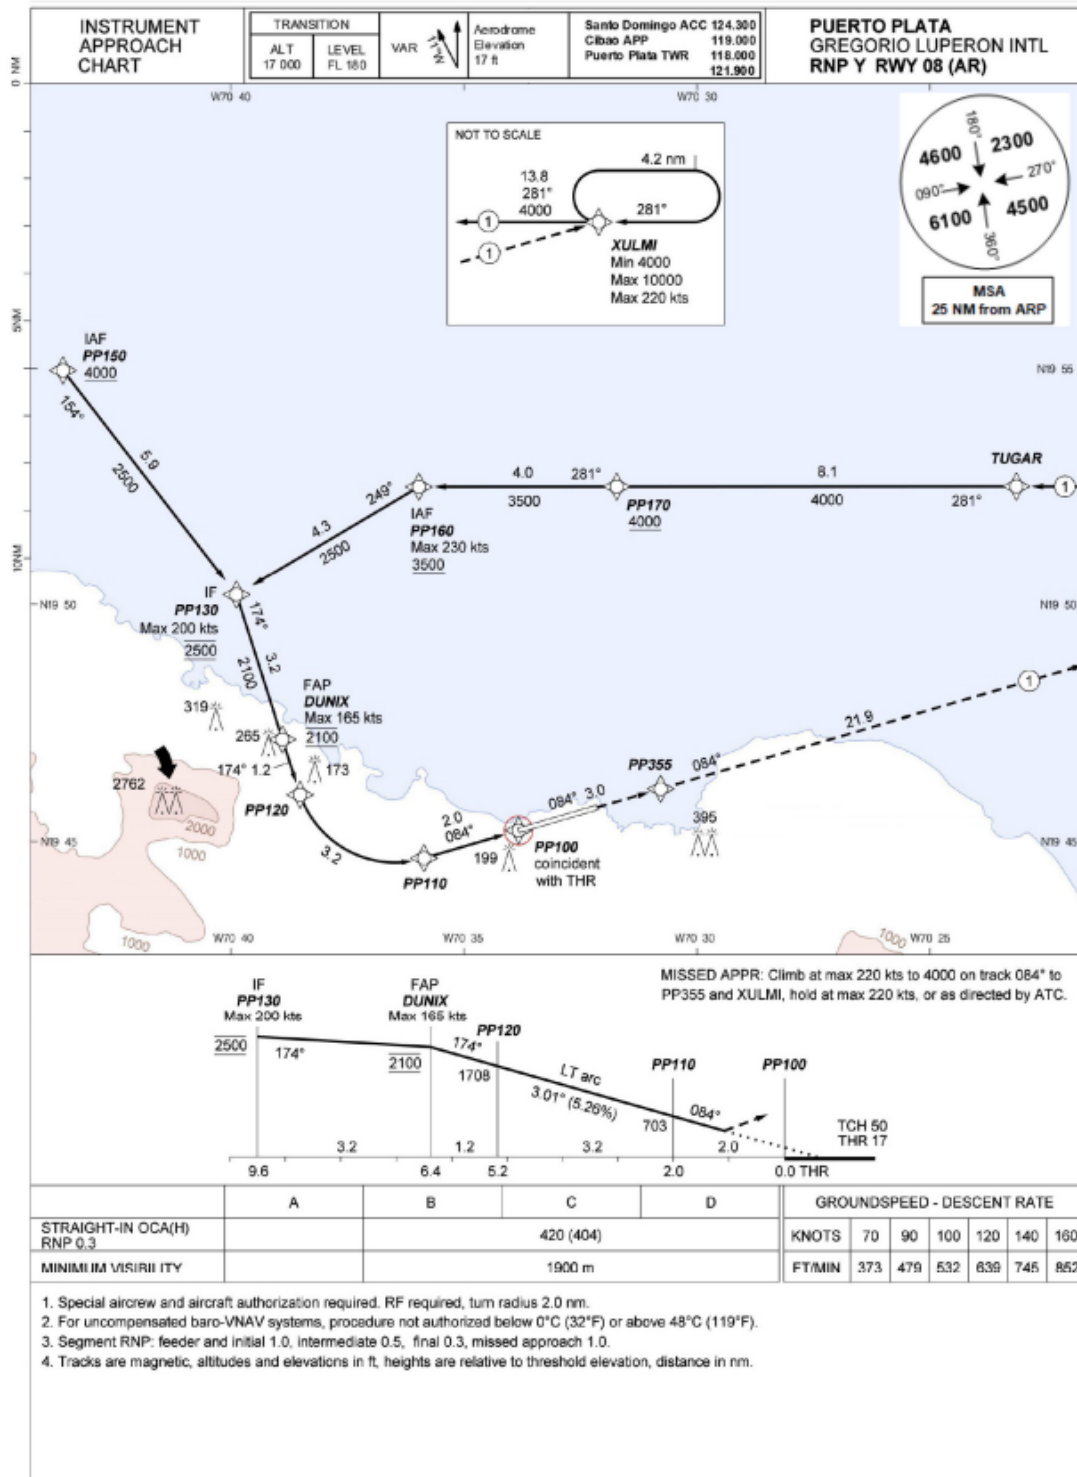 INSTRUMENT
APPROACH
CHART
TRANSITION
ALT
17 000
LEVEL
FL 180
VAR
11°W
Aerodrome
Elevation
17 ft
Santo Domingo ACC 124.300
Cibao APP 119.000
Puerto Plata TWR 118.000
121.900
PUERTO PLATA
GREGORIO LUPERON INTL
RNP Y RWY 08 (AR)
0 NM
W70 40
W70 30
NOT TO SCALE
4.2 nm
13.8
281°
4000
1
281°
1
XULMI
Min 4000
Max 10000
Max 220 kts
180°
4600
2300
270°
090°
6100
4500
360°
MSA
25 NM from ARP
5NM
IAF
PP150
4000
N19 55
154°
5.9
2500
TUGAR
4.0
281°
8.1
249°
3500
PP170
4000
4000
281°
1
IAF
PP160
Max 230 kts
3500
4.3
2500
10NM
IF
PP130
Max 200 kts
2500
N19 50
N19 50
174°
3.2
2100
FAP
DUNIX
Max 165 kts
2100
319
265
174° 1.2
173
1
21.9
2762
2000
1000
PP120
PP355
084°
084° 3.0
395
2.0
084°
3.2
N19 45
N19 45
199
PP100
coincident
with THR
PP110
1000
W70 40
W70 35
W70 30
1000
W70 25
MISSED APPR: Climb at max 220 kts to 4000 on track 084° to
PP355 and XULMI, hold at max 220 kts, or as directed by ATC.
IF
PP130
Max 200 kts
FAP
DUNIX
Max 165 kts
PP120
2500
174°
2100
174°
1708
LT arc
3.01° (5.26%)
PP110
PP100
703
084°
TCH 50
THR 17
3.2
1.2
3.2
2.0
9.6
6.4
5.2
2.0
0.0 THR
A
B
C
D
GROUNDSPEED - DESCENT RATE
STRAIGHT-IN OCA(H)
RNP 0.3
420 (404)
KNOTS 70 90 100 120 140 160
MINIMUM VISIBILITY
1900 m
FT/MIN 373 479 532 639 745 852
1. Special aircrew and aircraft authorization required. RF required, turn radius 2.0 nm.
2. For uncompensated baro-VNAV systems, procedure not authorized below 0°C (32°F) or above 48°C (119°F).
3. Segment RNP: feeder and initial 1.0, intermediate 0.5, final 0.3, missed approach 1.0.
4. Tracks are magnetic, altitudes and elevations in ft, heights are relative to threshold elevation, distance in nm.